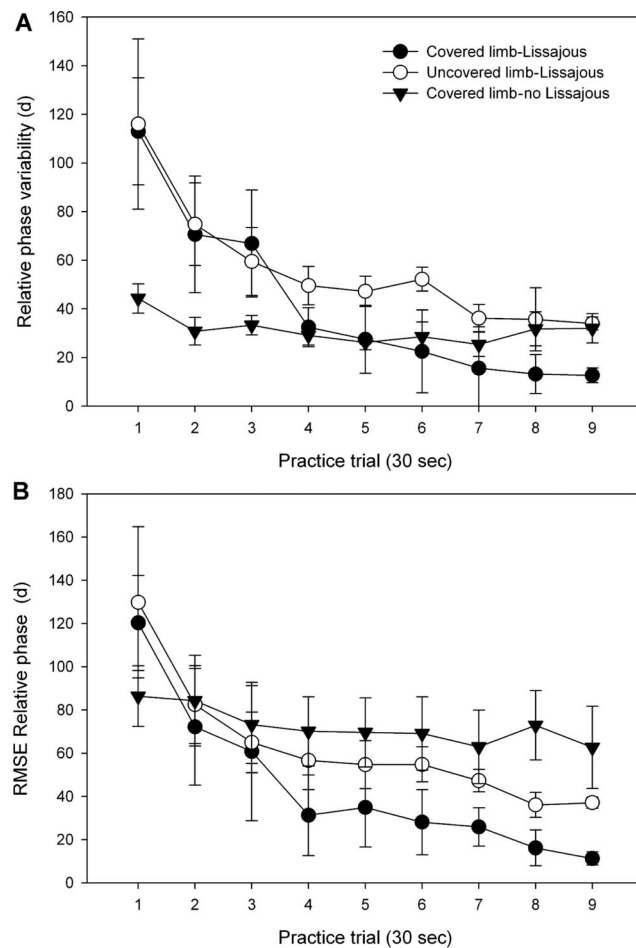 A
160
140
120
100
80
60
40
20
0
Relative phase variability (d)
Covered limb-Lissajous
Uncovered limb-Lissajous
Covered limb-no Lissajous
1 2 3 4 5 6 7 8 9
Practice trial (30 sec)
B
180
160
140
120
100
80
60
40
20
0
RMSE Relative phase (d)
1 2 3 4 5 6 7 8 9
Practice trial (30 sec)